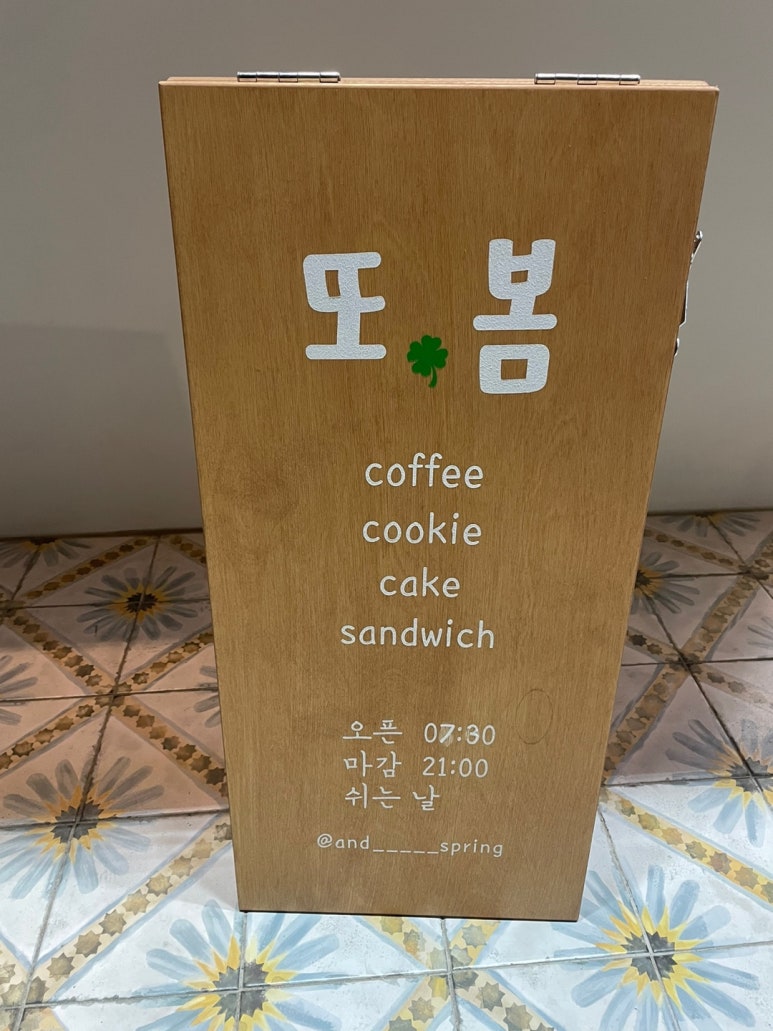 또 봄
coffee
cookie
cake
sandwich
오픈 07:30
마감 21:00
쉬는 날
@and_____spring